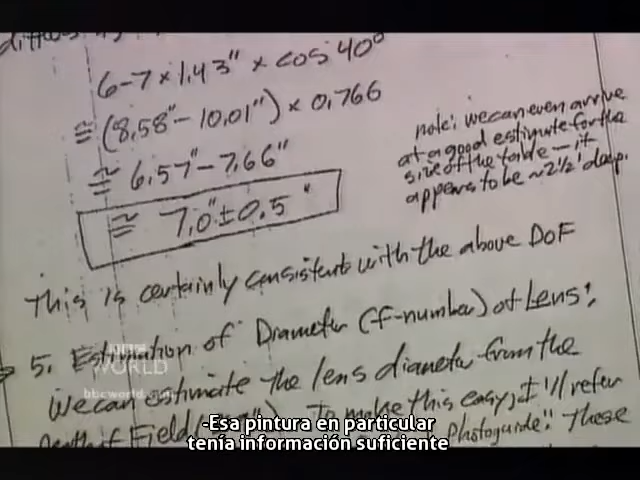 6-7 × 1.43" × cos 40°
≅ (8.58" - 10.01") × 0.766
≅ 6.57" - 7.66"
≅ 7.0" ± 0.5"
note: we can even arrive
at a good estimate for the
size of the table - it
appears to be ~2½' deep.
This is certainly consistent with the above DoF
5. Estimation of Diameter (f-number) of Lens:
We can estimate the lens diameter from the
Depth of Field To make this easy, I'll refer
Photoguide". These
BBC
WORLD
bbcworld.
-Esa pintura en particular
tenía información suficiente